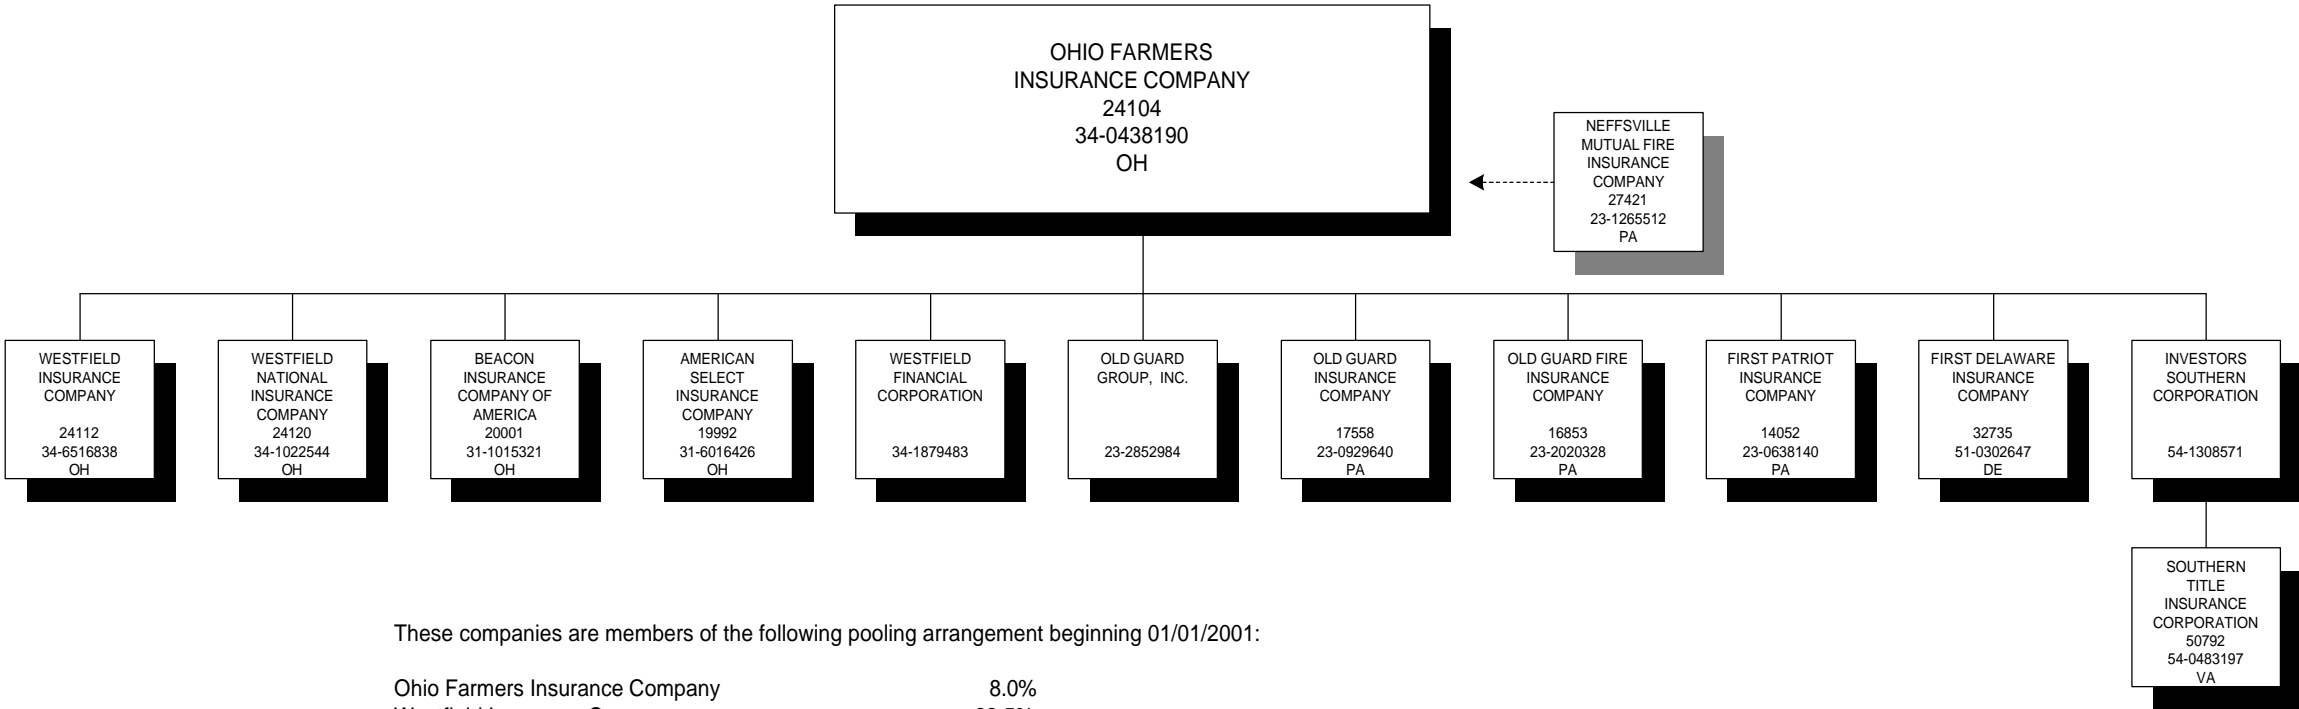 OHIO FARMERS
INSURANCE COMPANY
24104
34-0438190
OH
NEFFSVILLE
MUTUAL FIRE
INSURANCE
COMPANY
27421
23-1265512
PA
WESTFIELD
INSURANCE
COMPANY
24112
34-6516838
OH
WESTFIELD
NATIONAL
INSURANCE
COMPANY
24120
34-1022544
OH
BEACON
INSURANCE
COMPANY OF
AMERICA
20001
31-1015321
OH
AMERICAN
SELECT
INSURANCE
COMPANY
19992
31-6016426
OH
WESTFIELD
FINANCIAL
CORPORATION
34-1879483
OLD GUARD
GROUP, INC.
23-2852984
OLD GUARD
INSURANCE
COMPANY
17558
23-0929640
PA
OLD GUARD FIRE
INSURANCE
COMPANY
16853
23-2020328
PA
FIRST PATRIOT
INSURANCE
COMPANY
14052
23-0638140
PA
FIRST DELAWARE
INSURANCE
COMPANY
32735
51-0302647
DE
INVESTORS
SOUTHERN
CORPORATION
54-1308571
SOUTHERN
TITLE
INSURANCE
CORPORATION
50792
54-0483197
VA
These companies are members of the following pooling arrangement beginning 01/01/2001:
Ohio Farmers Insurance Company 8.0%